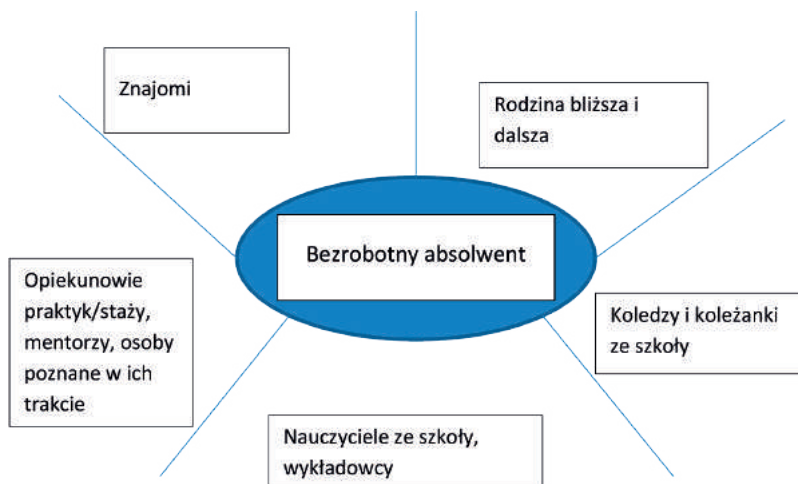 Znajomi
Rodzina bliższa i
dalsza
Bezrobotny absolwent
Opiekunowie
praktyk/staży,
mentorzy, osoby
poznane w ich
trakcie
Koledzy i koleżanki
ze szkoły
Nauczyciele ze szkoły,
wykładowcy